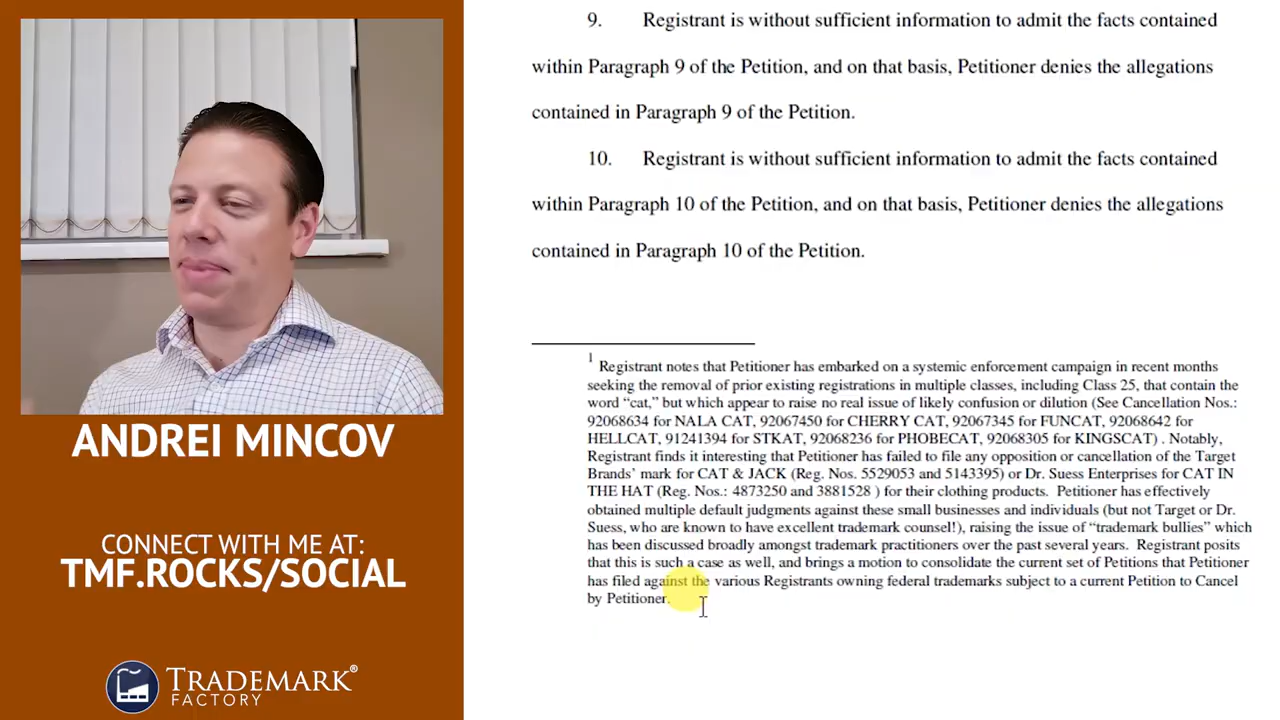 ANDREI MINCOV
CONNECT WITH ME AT:
TMF.ROCKS/SOCIAL
TRADEMARK®
FACTORY
9. Registrant is without sufficient information to admit the facts contained
within Paragraph 9 of the Petition, and on that basis, Petitioner denies the allegations
contained in Paragraph 9 of the Petition.
10. Registrant is without sufficient information to admit the facts contained
within Paragraph 10 of the Petition, and on that basis, Petitioner denies the allegations
contained in Paragraph 10 of the Petition.
1 Registrant notes that Petitioner has embarked on a systemic enforcement campaign in recent months
seeking the removal of prior existing registrations in multiple classes, including Class 25, that contain the
word “cat,” but which appear to raise no real issue of likely confusion or dilution (See Cancellation Nos.:
92068634 for NALA CAT, 92067450 for CHERRY CAT, 92067345 for FUNCAT, 92068642 for
HELLCAT, 91241394 for STKAT, 92068236 for PHOBECAT, 92068305 for KINGSCAT) . Notably,
Registrant finds it interesting that Petitioner has failed to file any opposition or cancellation of the Target
Brands’ mark for CAT & JACK (Reg. Nos. 5529053 and 5143395) or Dr. Suess Enterprises for CAT IN
THE HAT (Reg. Nos.: 4873250 and 3881528 ) for their clothing products. Petitioner has effectively
obtained multiple default judgments against these small businesses and individuals (but not Target or Dr.
Suess, who are known to have excellent trademark counsel!), raising the issue of “trademark bullies” which
has been discussed broadly amongst trademark practitioners over the past several years. Registrant posits
that this is such a case as well, and brings a motion to consolidate the current set of Petitions that Petitioner
has filed against the various Registrants owning federal trademarks subject to a current Petition to Cancel
by Petitioner.